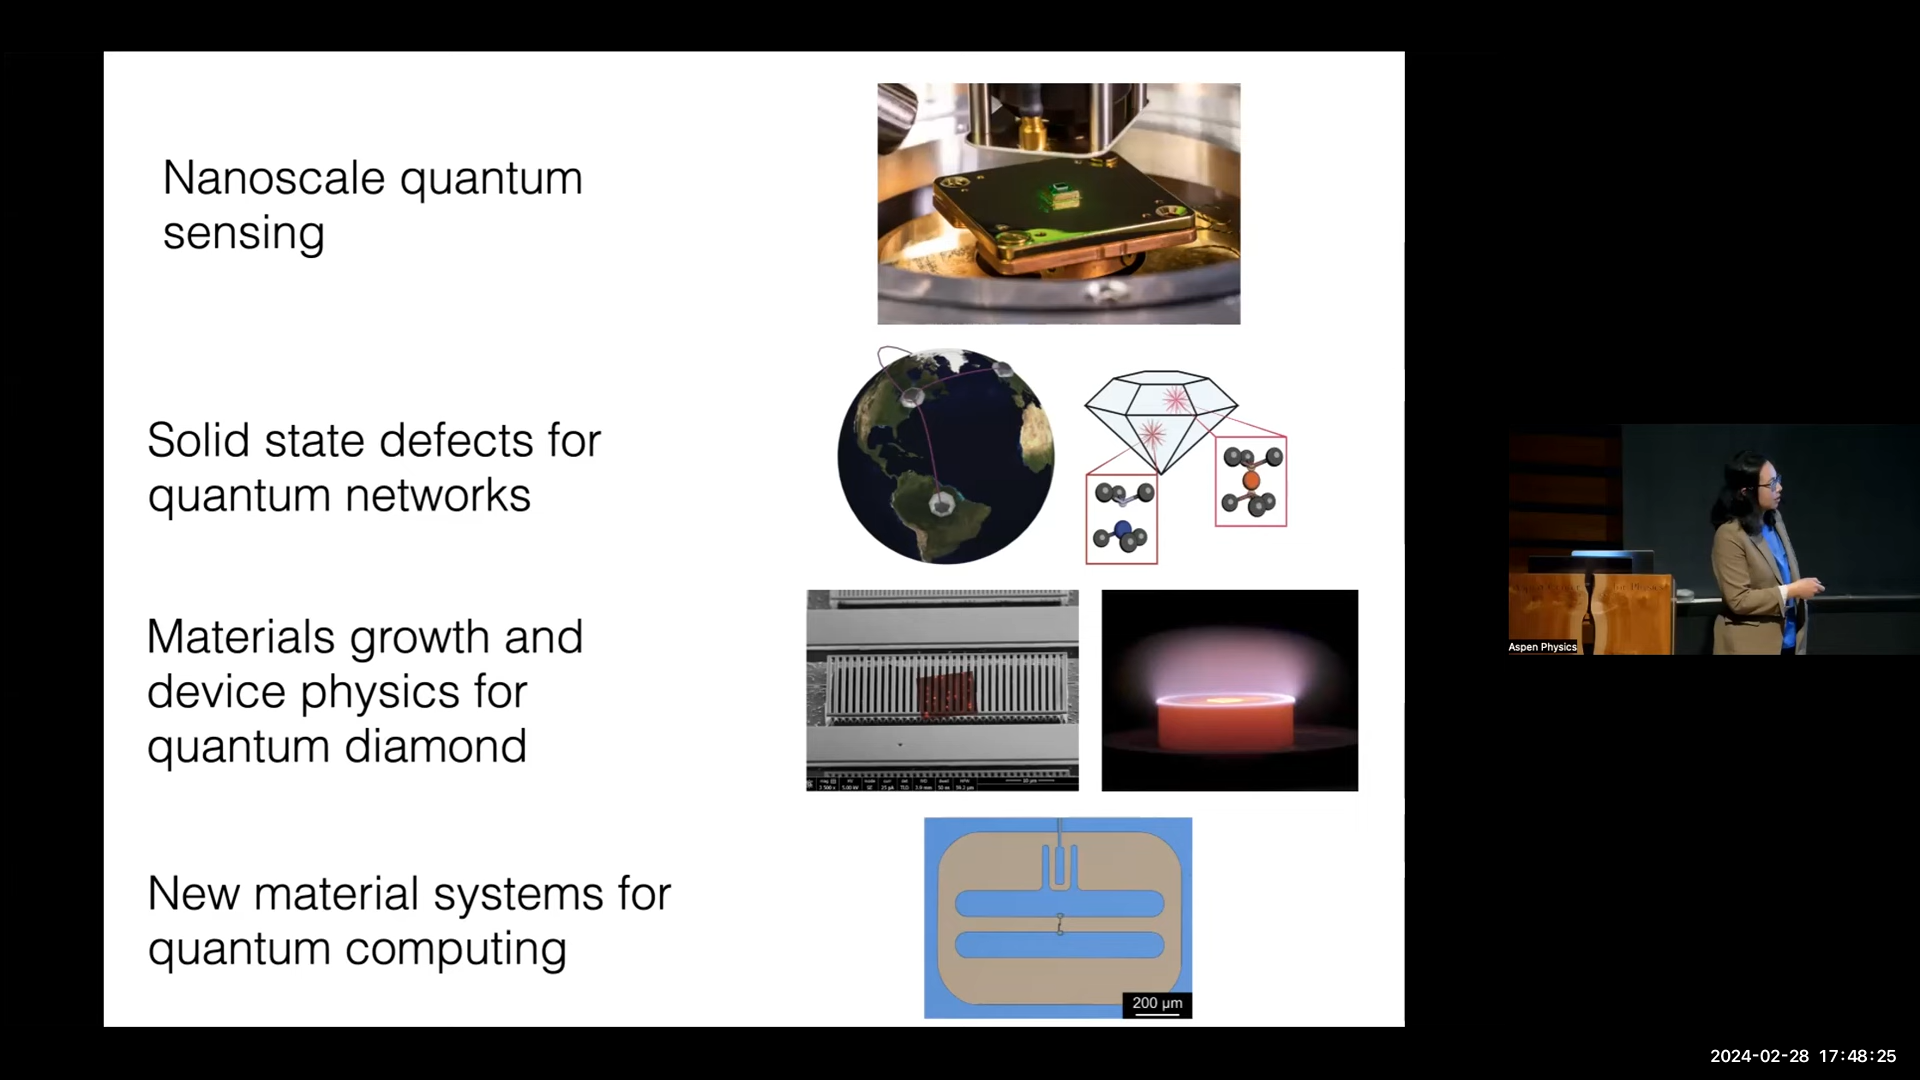 Nanoscale quantum
sensing
Solid state defects for
quantum networks
Materials growth and
device physics for
quantum diamond
New material systems for
quantum computing
200 μm
Aspen Physics
2024-02-28 17:48:25